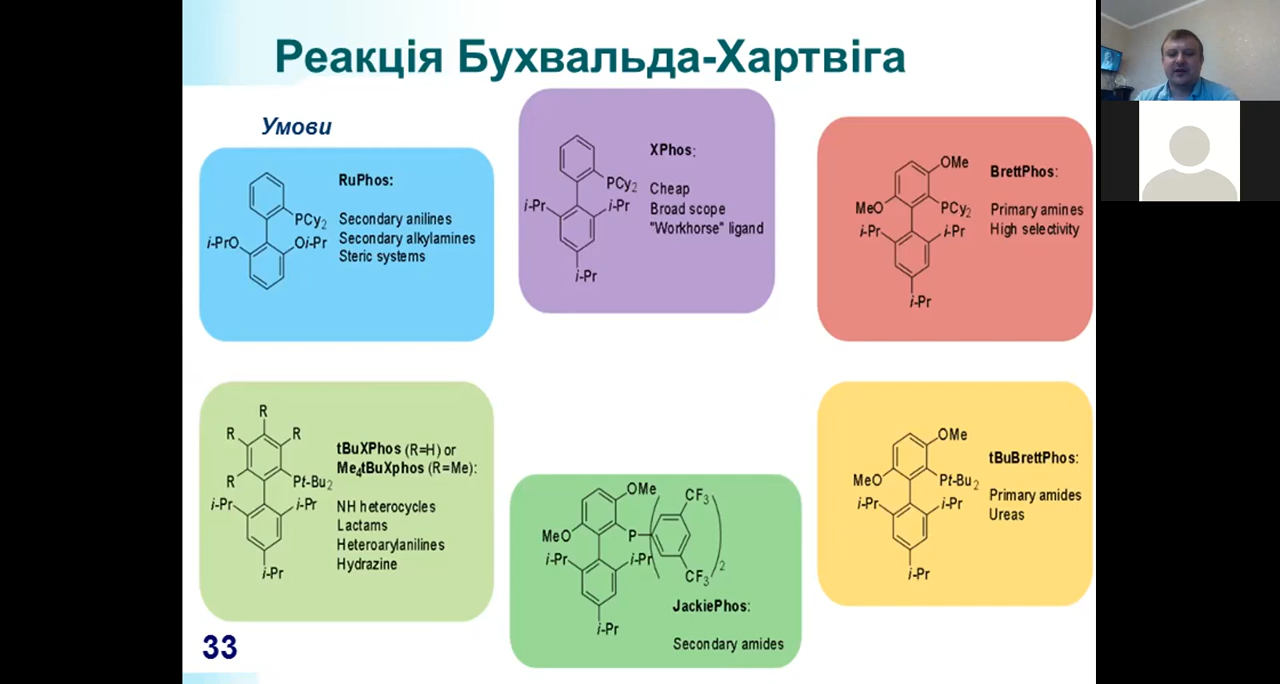 Реакція Бухвальда-Хартвіга
Умови
RuPhos:
Secondary anilines
Secondary alkylamines
Steric systems
PCy2
i-PrO
Oi-Pr
XPhos:
Cheap
Broad scope
"Workhorse" ligand
PCy2
i-Pr
i-Pr
i-Pr
BrettPhos:
Primary amines
High selectivity
OMe
MeO
PCy2
i-Pr
i-Pr
i-Pr
R
R
R
R
Pt-Bu2
i-Pr
i-Pr
i-Pr
tBuXPhos (R=H) or
Me4tBuXphos (R=Me):
NH heterocycles
Lactams
Heteroarylanilines
Hydrazine
OMe
MeO
P
CF3
CF3
2
i-Pr
i-Pr
i-Pr
JackiePhos:
Secondary amides
OMe
MeO
Pt-Bu2
i-Pr
i-Pr
i-Pr
tBuBrettPhos:
Primary amides
Ureas
33